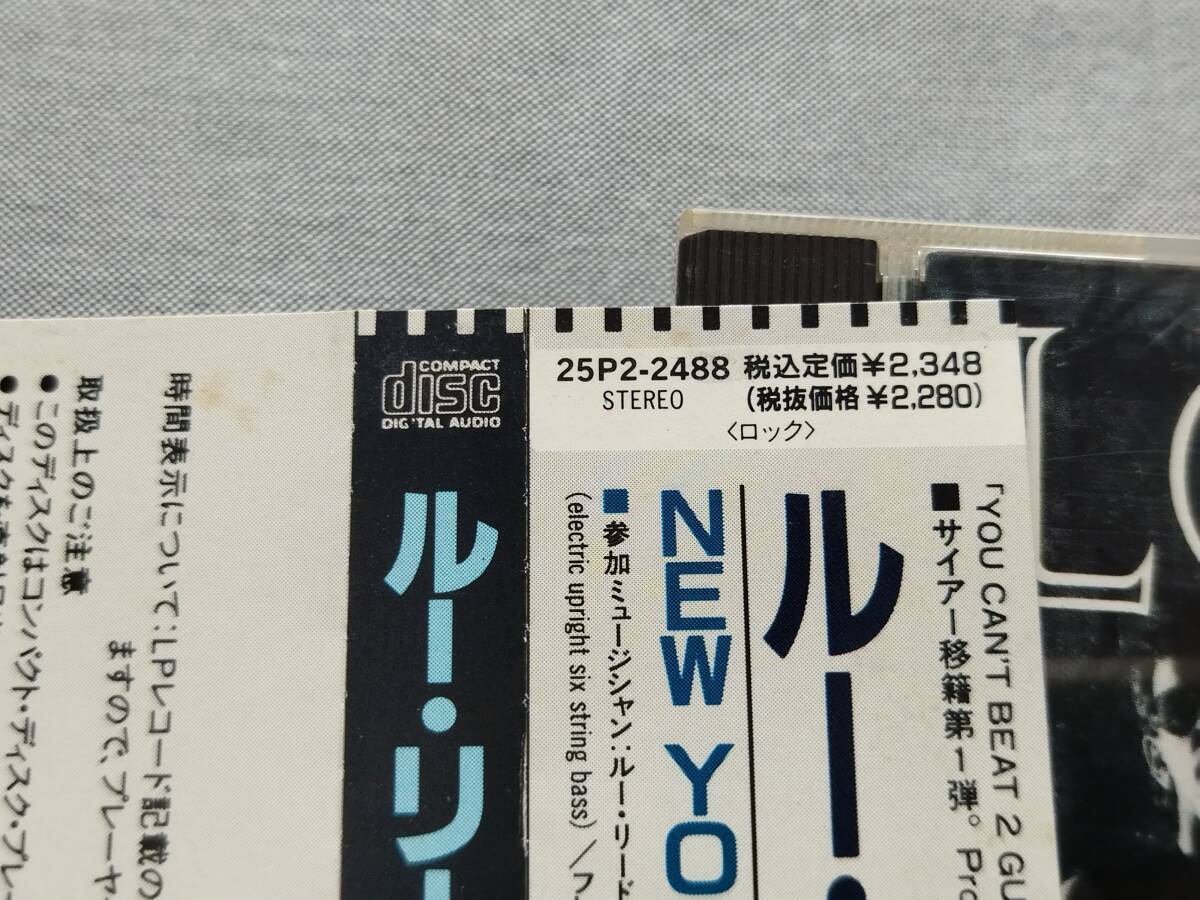 25P2-2488 税込定価¥2,348
STEREO (税抜価格¥2,280)
〈ロック〉
「YOU CAN'T BEAT 2 GU
■サイアー移籍第1弾。Pro
ルー・
NEW YO
■参加ミュージシャン:ルー・リード
(electric upright six string bass)
COMPACT
disc
DIGITAL AUDIO
ルー・リー
時間表示について:LPレコード記載の
ますので、プレーヤ
取扱上のご注意
●このディスクはコンパクト・ディスク・プレー
●ディスクを
L